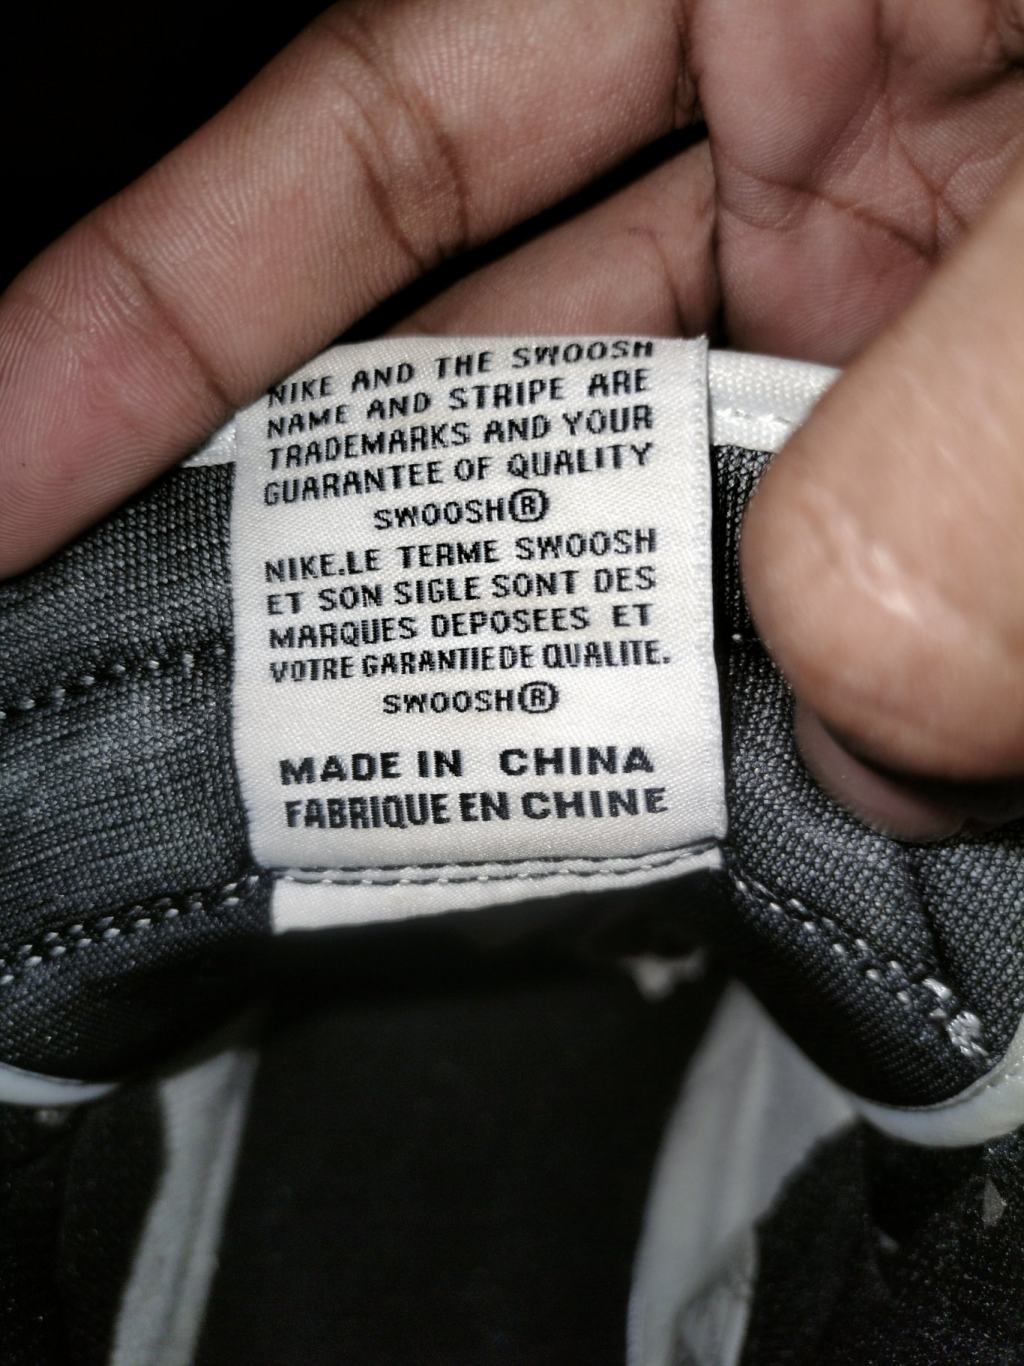 NIKE AND THE SWOOSH
NAME AND STRIPE ARE
TRADEMARKS AND YOUR
GUARANTEE OF QUALITY
SWOOSH®
NIKE.LE TERME SWOOSH
ET SON SIGLE SONT DES
MARQUES DEPOSEES ET
VOTRE GARANTIEDE QUALITE.
SWOOSH®
MADE IN CHINA
FABRIQUE EN CHINE